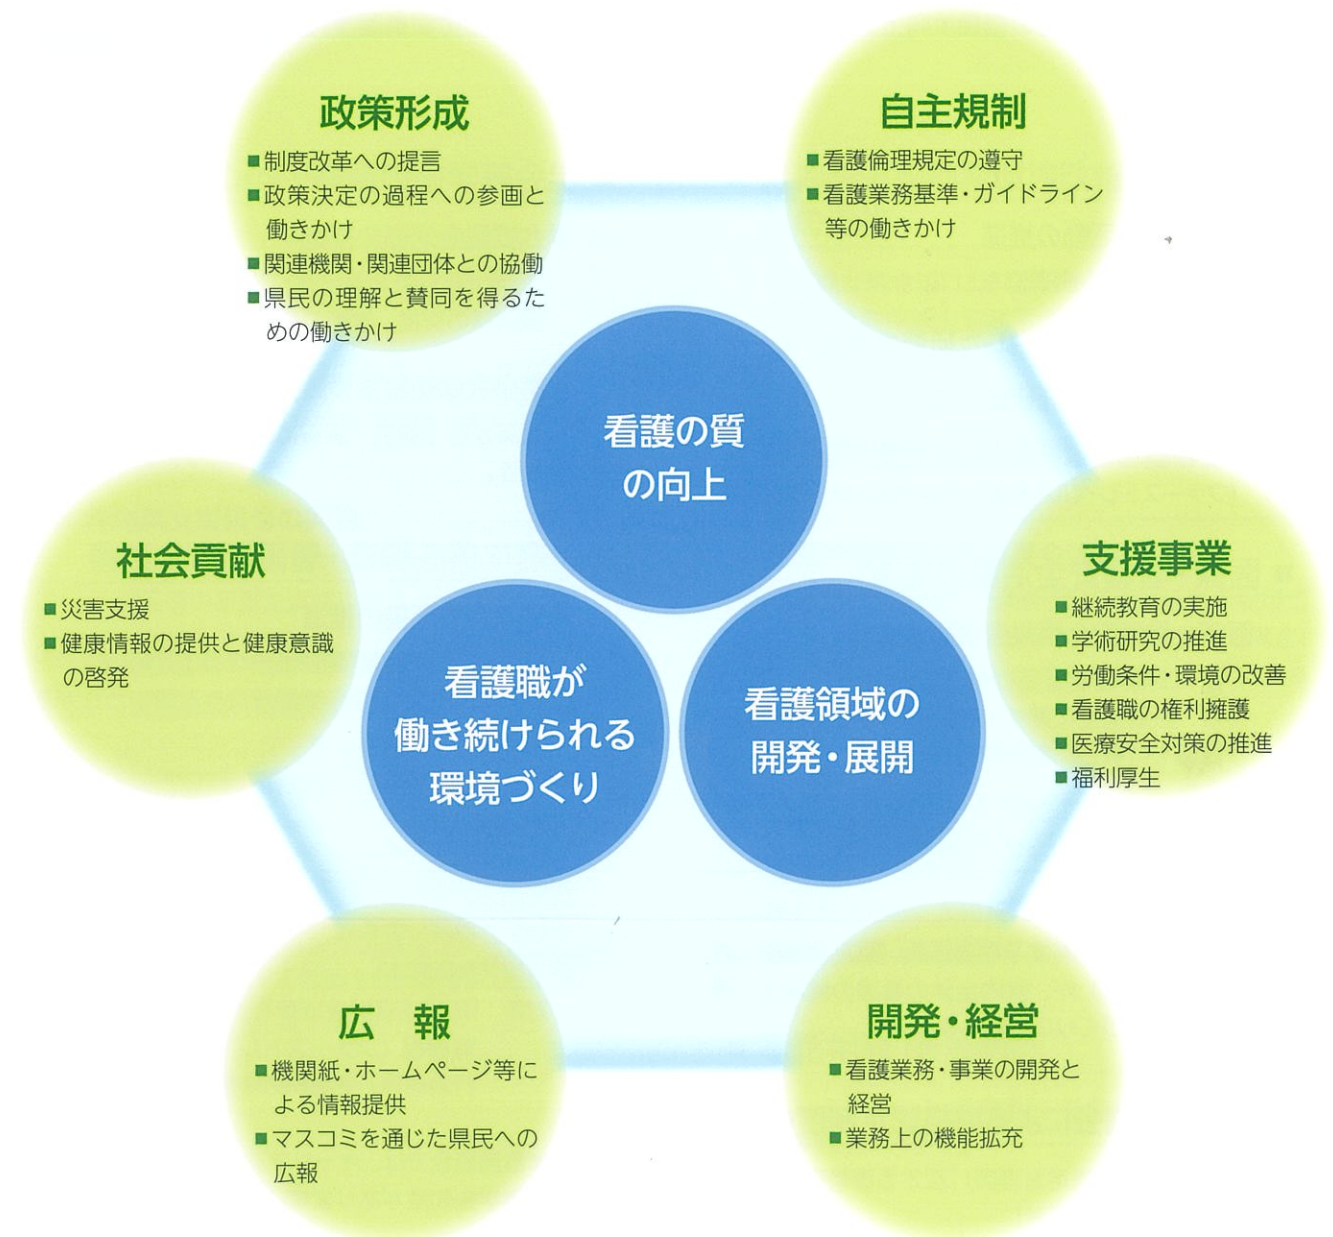 政策形成
■制度改革への提言
■政策決定の過程への参画と
働きかけ
■関連機関・関連団体との協働
■県民の理解と賛同を得るた
めの働きかけ
自主規制
■看護倫理規定の遵守
■看護業務基準・ガイドライン
等の働きかけ
看護の質
の向上
社会貢献
■災害支援
■健康情報の提供と健康意識
の啓発
看護職が
働き続けられる
環境づくり
看護領域の
開発・展開
支援事業
■継続教育の実施
■学術研究の推進
■労働条件・環境の改善
■看護職の権利擁護
■医療安全対策の推進
■福利厚生
広　報
■機関紙・ホームページ等に
よる情報提供
■マスコミを通じた県民への
広報
開発・経営
■看護業務・事業の開発と
経営
■業務上の機能拡充